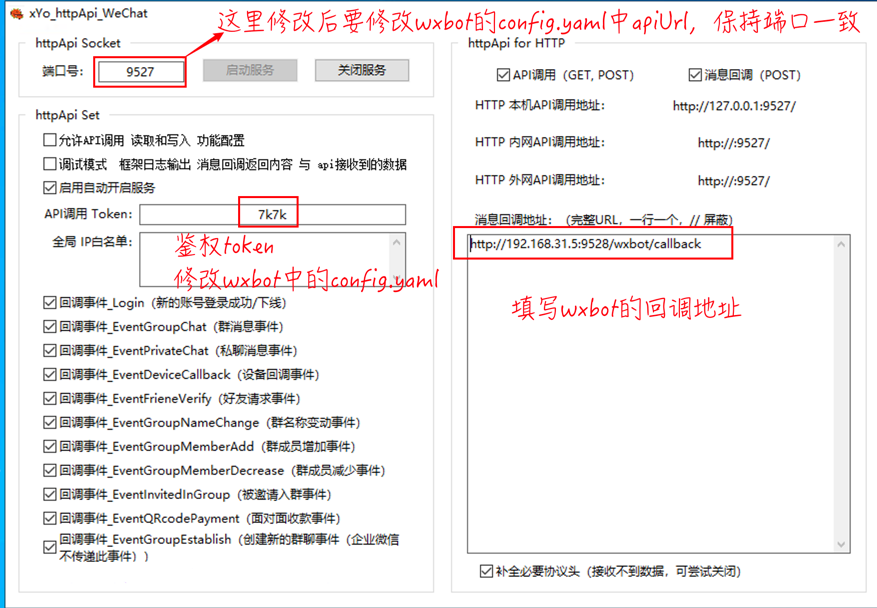 xYo_httpApi_WeChat
这里修改后要修改wxbot的config.yaml中apiUrl，保持端口一致
httpApi Socket
端口号：
9527
启动服务
关闭服务
httpApi Set
允许API调用 读取和写入 功能配置
调试模式 框架日志输出 消息回调返回内容 与 api接收到的数据
启用自动开启服务
API调用 Token：
7k7k
全局 IP白名单：
鉴权token
修改wxbot中的config.yaml
回调事件_Login（新的账号登录成功/下线）
回调事件_EventGroupChat（群消息事件）
回调事件_EventPrivateChat（私聊消息事件）
回调事件_EventDeviceCallback（设备回调事件）
回调事件_EventFrieneVerify（好友请求事件）
回调事件_EventGroupNameChange（群名称变动事件）
回调事件_EventGroupMemberAdd（群成员增加事件）
回调事件_EventGroupMemberDecrease（群成员减少事件）
回调事件_EventInvitedInGroup（被邀请入群事件）
回调事件_EventQRcodePayment（面对面收款事件）
回调事件_EventGroupEstablish（创建新的群聊事件（企业微信
不传递此事件））
httpApi for HTTP
API调用（GET, POST）
消息回调（POST）
HTTP 本机API调用地址：
http://127.0.0.1:9527/
HTTP 内网API调用地址：
http://:9527/
HTTP 外网API调用地址：
http://:9527/
消息回调地址：（完整URL，一行一个，// 屏蔽）
http://192.168.31.5:9528/wxbot/callback
填写wxbot的回调地址
补全必要协议头（接收不到数据，可尝试关闭）